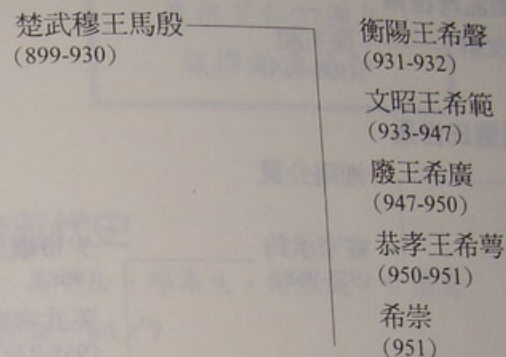 楚武穆王馬殷
(899-930)
衡陽王希聲
(931-932)
文昭王希範
(933-947)
廢王希廣
(947-950)
恭孝王希萼
(950-951)
希崇
(951)